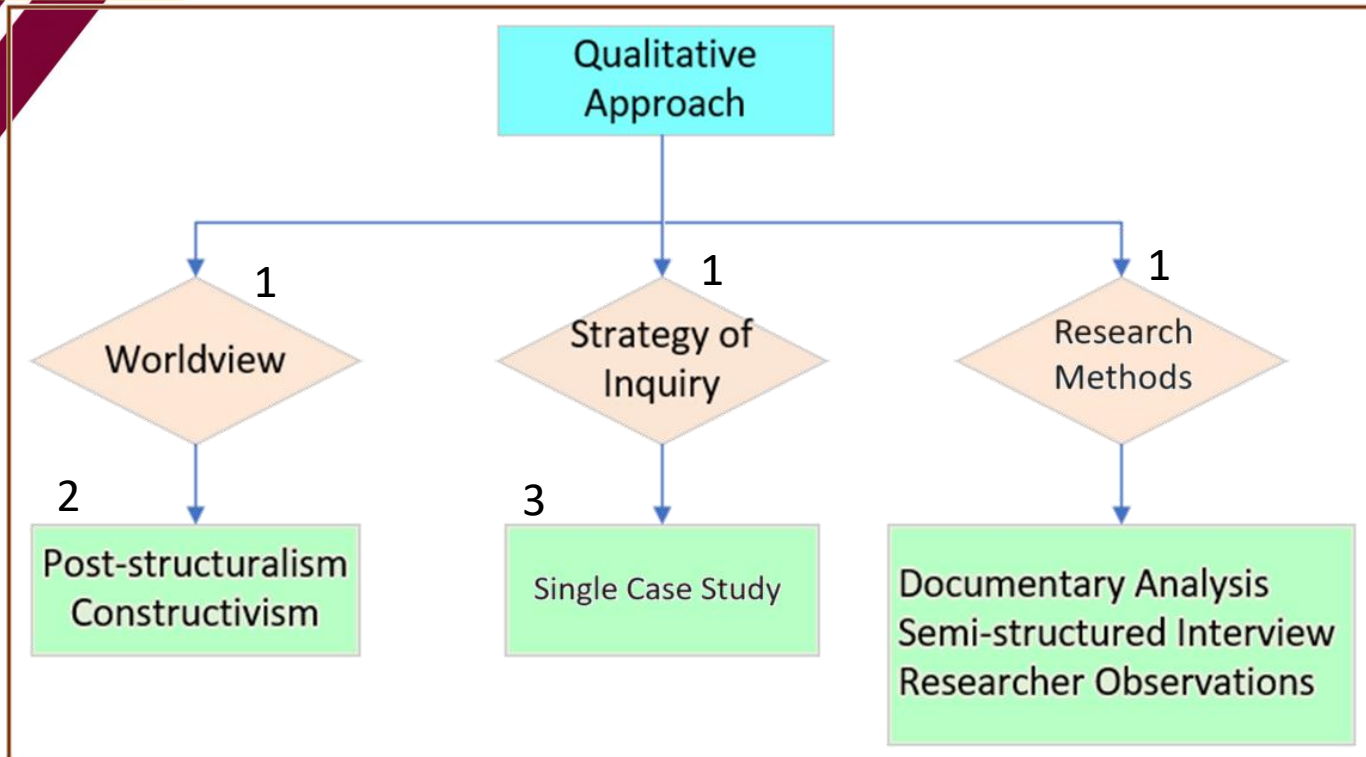 Qualitative
Approach
1
1
1
Worldview
Strategy of
Inquiry
Research
Methods
2
3
Post-structuralism
Constructivism
Single Case Study
Documentary Analysis
Semi-structured Interview
Researcher Observations